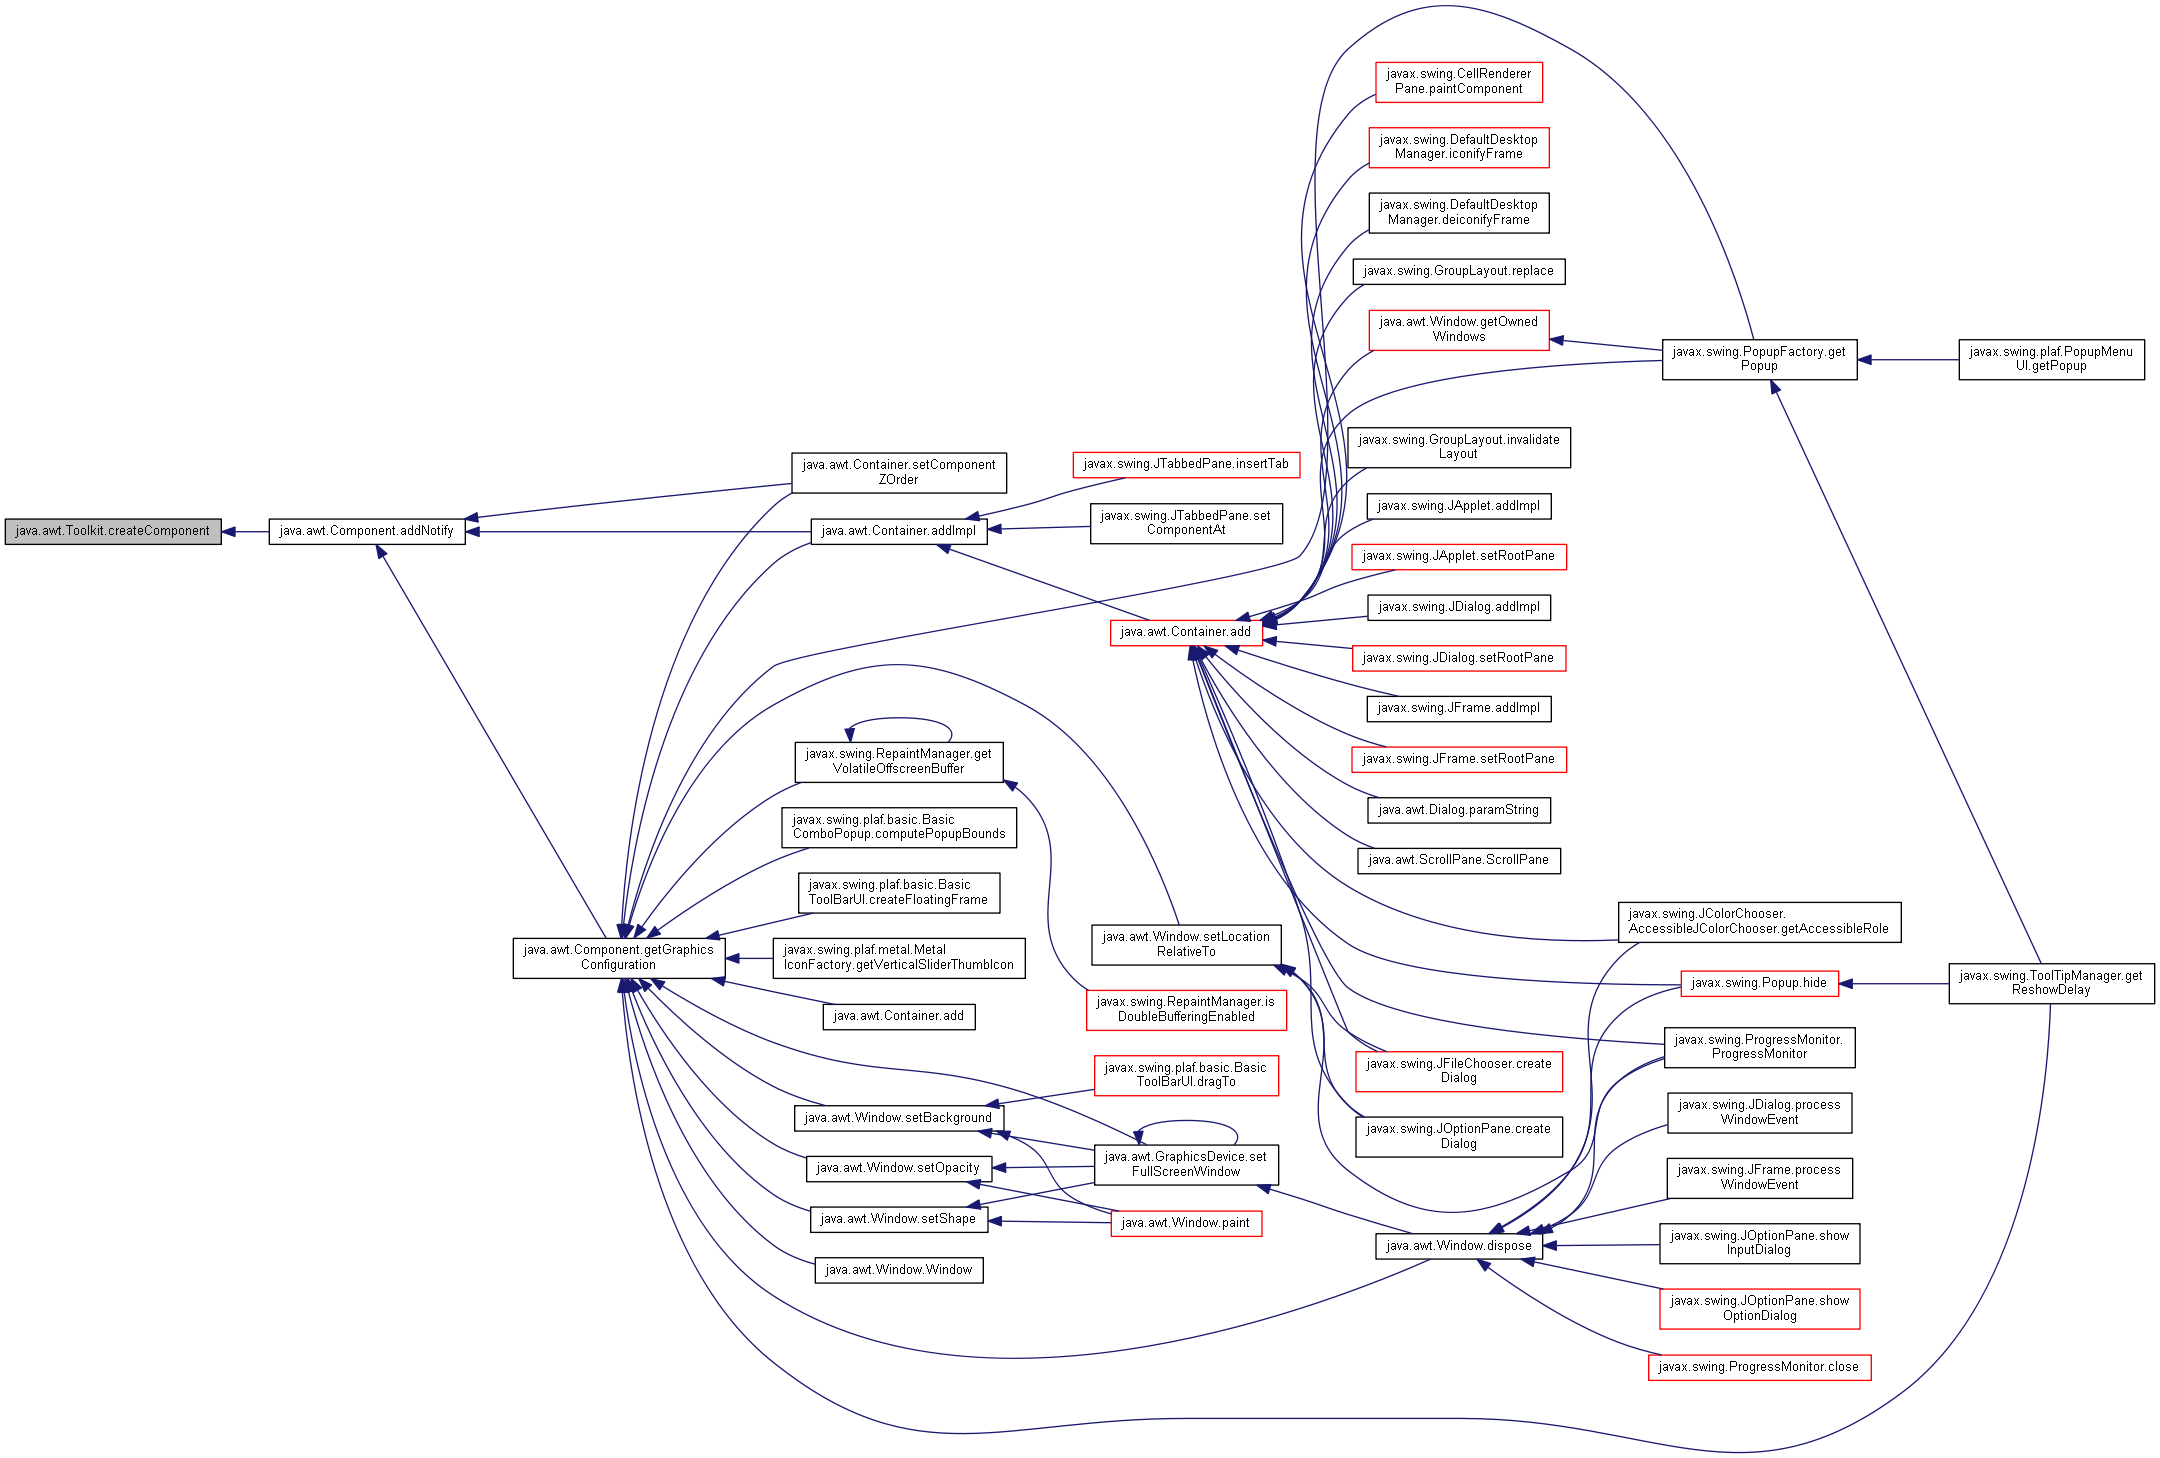 java.awt.Toolkit.createComponent
java.awt.Component.addNotify
java.awt.Component.getGraphics
Configuration
java.awt.Container.setComponent
ZOrder
java.awt.Container.addImpl
javax.swing.RepaintManager.get
VolatileOffscreenBuffer
javax.swing.plaf.basic.Basic
ComboPopup.computePopupBounds
javax.swing.plaf.basic.Basic
ToolBarUI.createFloatingFrame
javax.swing.plaf.metal.Metal
IconFactory.getVerticalSliderThumbIcon
java.awt.Container.add
java.awt.Window.setBackground
java.awt.Window.setOpacity
java.awt.Window.setShape
java.awt.Window.Window
javax.swing.JTabbedPane.insertTab
javax.swing.JTabbedPane.set
ComponentAt
java.awt.Container.add
java.awt.Window.setLocation
RelativeTo
javax.swing.RepaintManager.is
DoubleBufferingEnabled
javax.swing.plaf.basic.Basic
ToolBarUI.dragTo
java.awt.GraphicsDevice.set
FullScreenWindow
java.awt.Window.paint
javax.swing.CellRenderer
Pane.paintComponent
javax.swing.DefaultDesktop
Manager.iconifyFrame
javax.swing.DefaultDesktop
Manager.deiconifyFrame
javax.swing.GroupLayout.replace
java.awt.Window.getOwned
Windows
javax.swing.GroupLayout.invalidate
Layout
javax.swing.JApplet.addImpl
javax.swing.JApplet.setRootPane
javax.swing.JDialog.addImpl
javax.swing.JDialog.setRootPane
javax.swing.JFrame.addImpl
javax.swing.JFrame.setRootPane
java.awt.Dialog.paramString
java.awt.ScrollPane.ScrollPane
javax.swing.JFileChooser.create
Dialog
javax.swing.JOptionPane.create
Dialog
java.awt.Window.dispose
javax.swing.PopupFactory.get
Popup
javax.swing.JColorChooser.
AccessibleJColorChooser.getAccessibleRole
javax.swing.Popup.hide
javax.swing.ProgressMonitor.
ProgressMonitor
javax.swing.JDialog.process
WindowEvent
javax.swing.JFrame.process
WindowEvent
javax.swing.JOptionPane.show
InputDialog
javax.swing.JOptionPane.show
OptionDialog
javax.swing.ProgressMonitor.close
javax.swing.plaf.PopupMenu
UI.getPopup
javax.swing.ToolTipManager.get
ReshowDelay